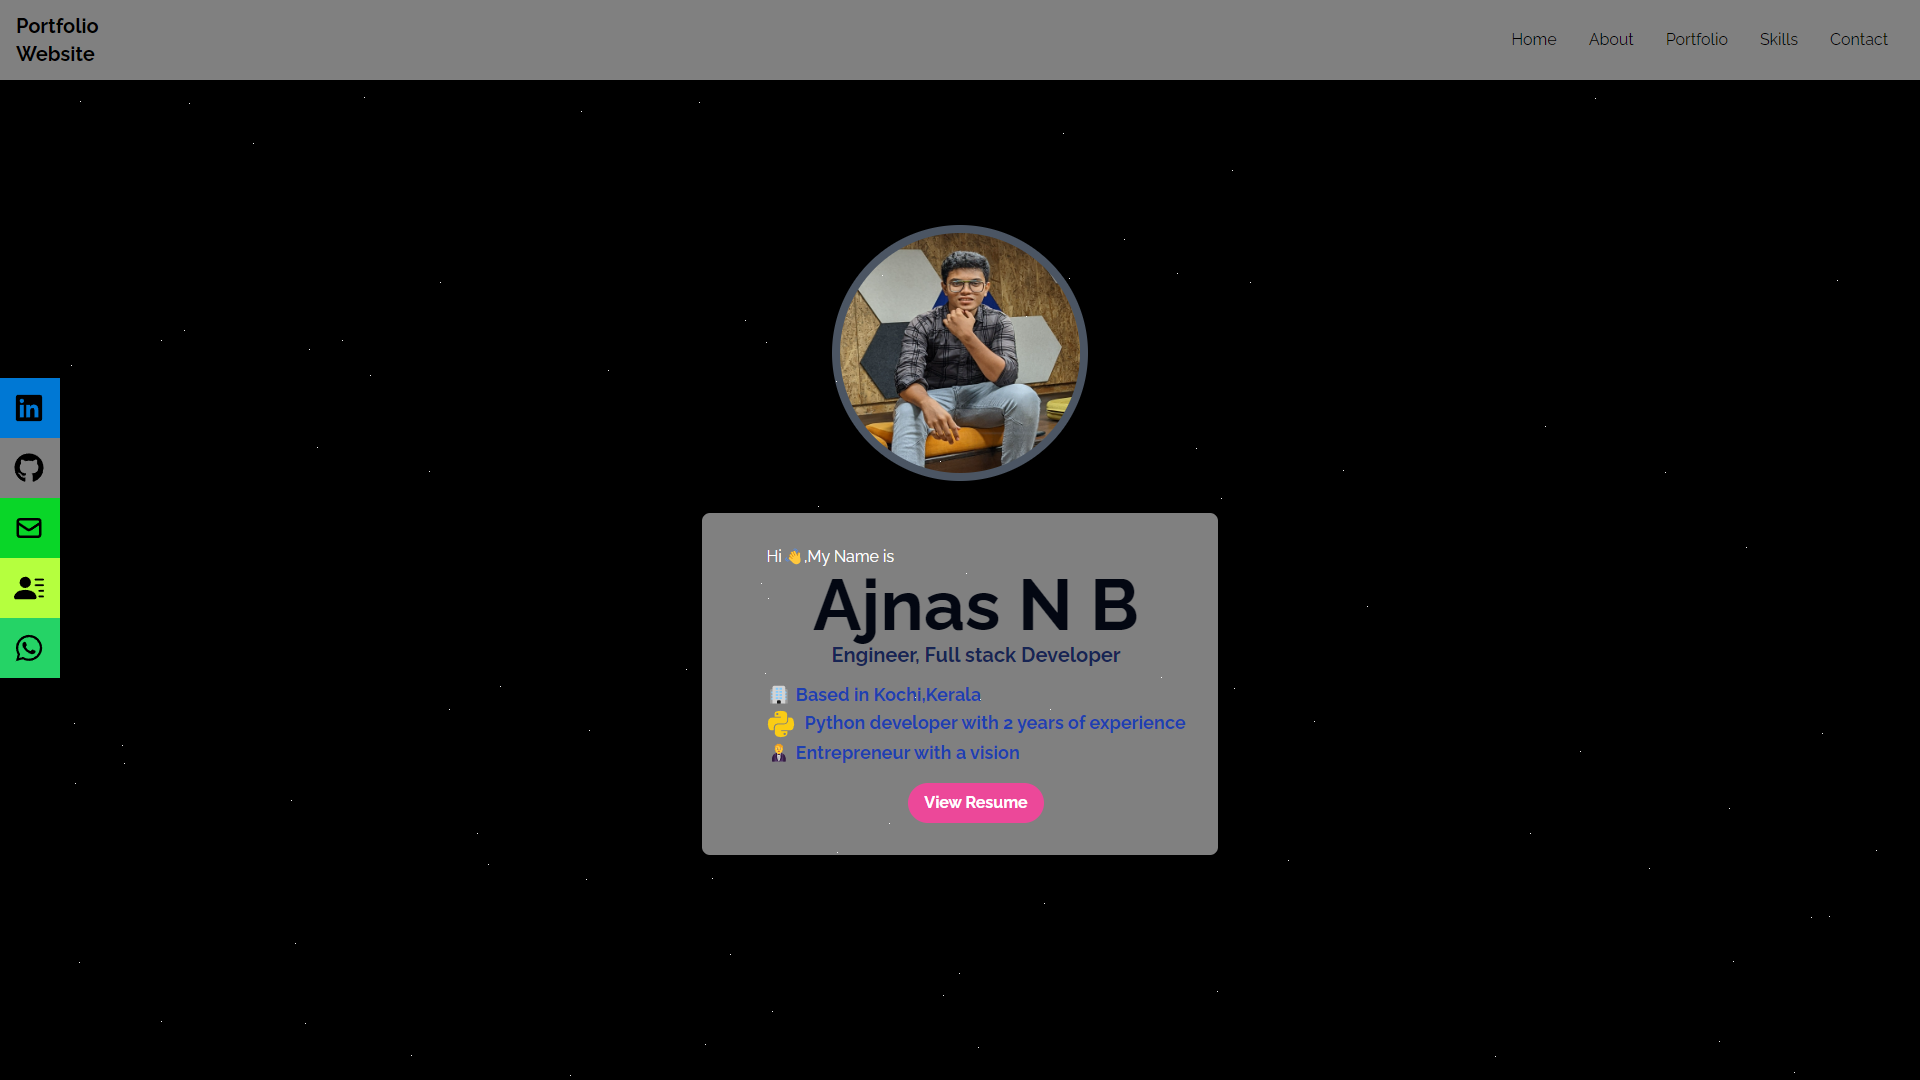 Portfolio
Website
Home About Portfolio Skills Contact
in
Hi 👋,My Name is
Ajnas N B
Engineer, Full stack Developer
🏢 Based in Kochi,Kerala
Python developer with 2 years of experience
🤵 Entrepreneur with a vision
View Resume